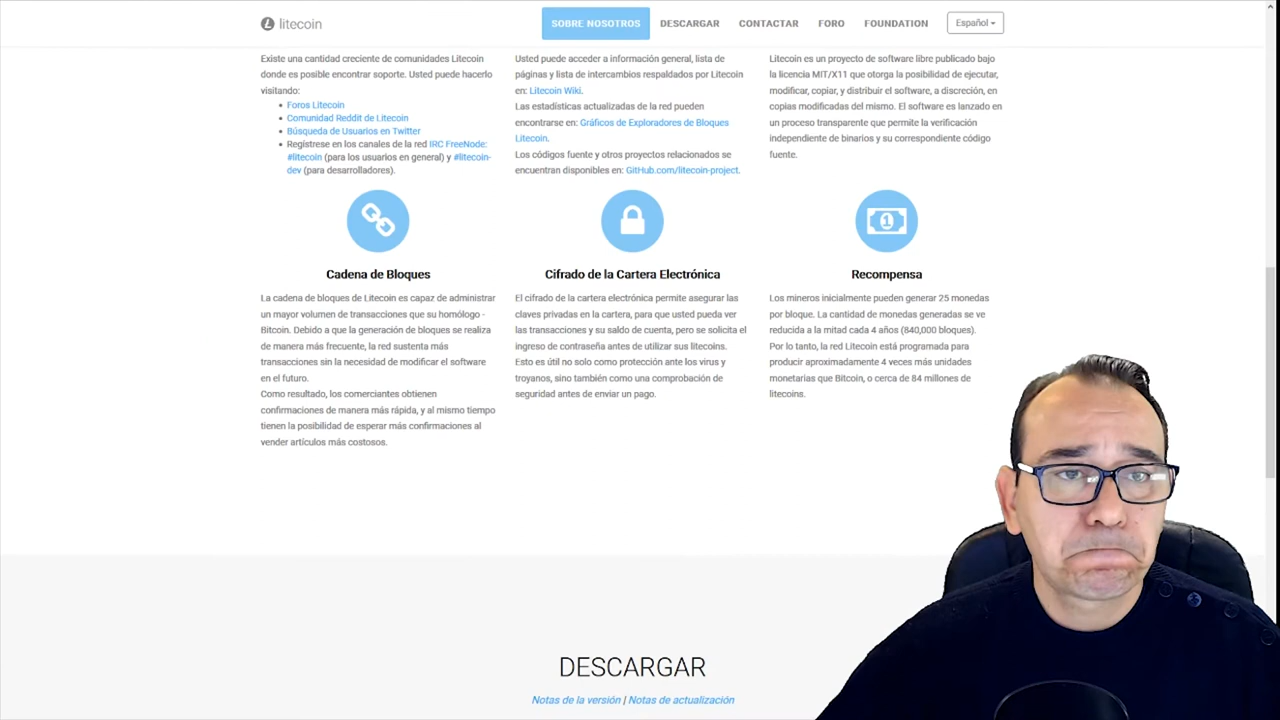 litecoin
SOBRE NOSOTROS
DESCARGAR
CONTACTAR
FORO
FOUNDATION
Español
Existe una cantidad creciente de comunidades Litecoin
donde es posible encontrar soporte. Usted puede hacerlo
visitando:
Foros Litecoin
Comunidad Reddit de Litecoin
Búsqueda de Usuarios en Twitter
Regístrese en los canales de la red IRC FreeNode:
#litecoin (para los usuarios en general) y #litecoin-
dev (para desarrolladores).
Usted puede acceder a información general, lista de
páginas y lista de intercambios respaldados por Litecoin
en: Litecoin Wiki.
Las estadísticas actualizadas de la red pueden
encontrarse en: Gráficos de Exploradores de Bloques
Litecoin.
Los códigos fuente y otros proyectos relacionados se
encuentran disponibles en: GitHub.com/litecoin-project.
Litecoin es un proyecto de software libre publicado bajo
la licencia MIT/X11 que otorga la posibilidad de ejecutar,
modificar, copiar, y distribuir el software, a discreción, en
copias modificadas del mismo. El software es lanzado en
un proceso transparente que permite la verificación
independiente de binarios y su correspondiente código
fuente.
Cadena de Bloques
La cadena de bloques de Litecoin es capaz de administrar
un mayor volumen de transacciones que su homólogo -
Bitcoin. Debido a que la generación de bloques se realiza
de manera más frecuente, la red sustenta más
transacciones sin la necesidad de modificar el software
en el futuro.
Como resultado, los comerciantes obtienen
confirmaciones de manera más rápida, y al mismo tiempo
tienen la posibilidad de esperar más confirmaciones al
vender artículos más costosos.
Cifrado de la Cartera Electrónica
El cifrado de la cartera electrónica permite asegurar las
claves privadas en la cartera, para que usted pueda ver
las transacciones y su saldo de cuenta, pero se solicita el
ingreso de contraseña antes de utilizar sus litecoins.
Esto es útil no solo como protección ante los virus y
troyanos, sino también como una comprobación de
seguridad antes de enviar un pago.
1
Recompensa
Los mineros inicialmente pueden generar 25 monedas
por bloque. La cantidad de monedas generadas se ve
reducida a la mitad cada 4 años (840,000 bloques).
Por lo tanto, la red Litecoin está programada para
producir aproximadamente 4 veces más unidades
monetarias que Bitcoin, o cerca de 84 millones de
litecoins.
DESCARGAR
Notas de la versión | Notas de actualización